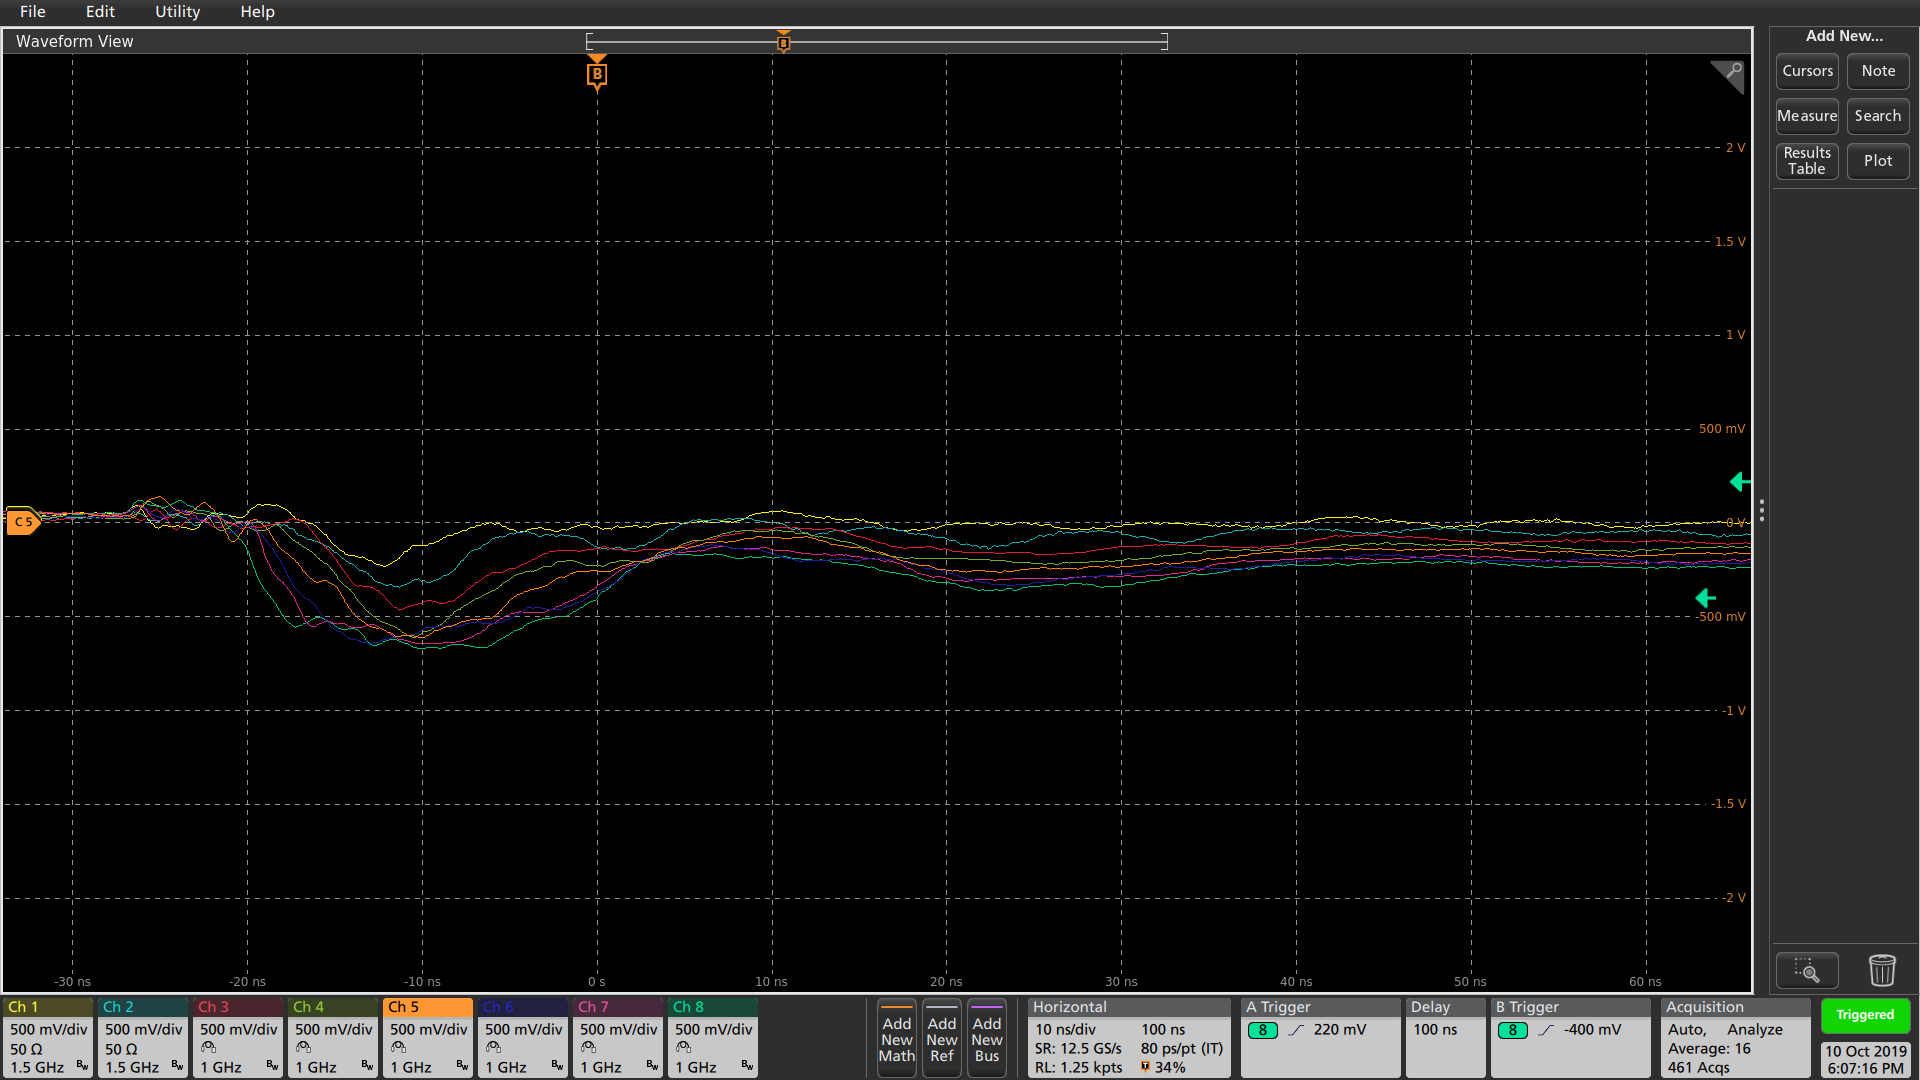 File Edit Utility Help
Waveform View
Add New...
B
B
Cursors Note
Measure Search
Results Table Plot
2 V
1.5 V
1 V
500 mV
C 5
0 V
-500 mV
-1 V
-1.5 V
-2 V
-30 ns -20 ns -10 ns 0 s 10 ns 20 ns 30 ns 40 ns 50 ns 60 ns
Ch 1
500 mV/div
50 Ω
1.5 GHz Bw
Ch 2
500 mV/div
50 Ω
1.5 GHz Bw
Ch 3
500 mV/div
1 GHz Bw
Ch 4
500 mV/div
1 GHz Bw
Ch 5
500 mV/div
1 GHz Bw
Ch 6
500 mV/div
1 GHz Bw
Ch 7
500 mV/div
1 GHz Bw
Ch 8
500 mV/div
1 GHz Bw
Add
New
Math
Add
New
Ref
Add
New
Bus
Horizontal
10 ns/div 100 ns
SR: 12.5 GS/s 80 ps/pt (IT)
RL: 1.25 kpts T 34%
A Trigger
8 220 mV
Delay
100 ns
B Trigger
8 -400 mV
Acquisition
Auto, Analyze
Average: 16
461 Acqs
Triggered
10 Oct 2019
6:07:16 PM